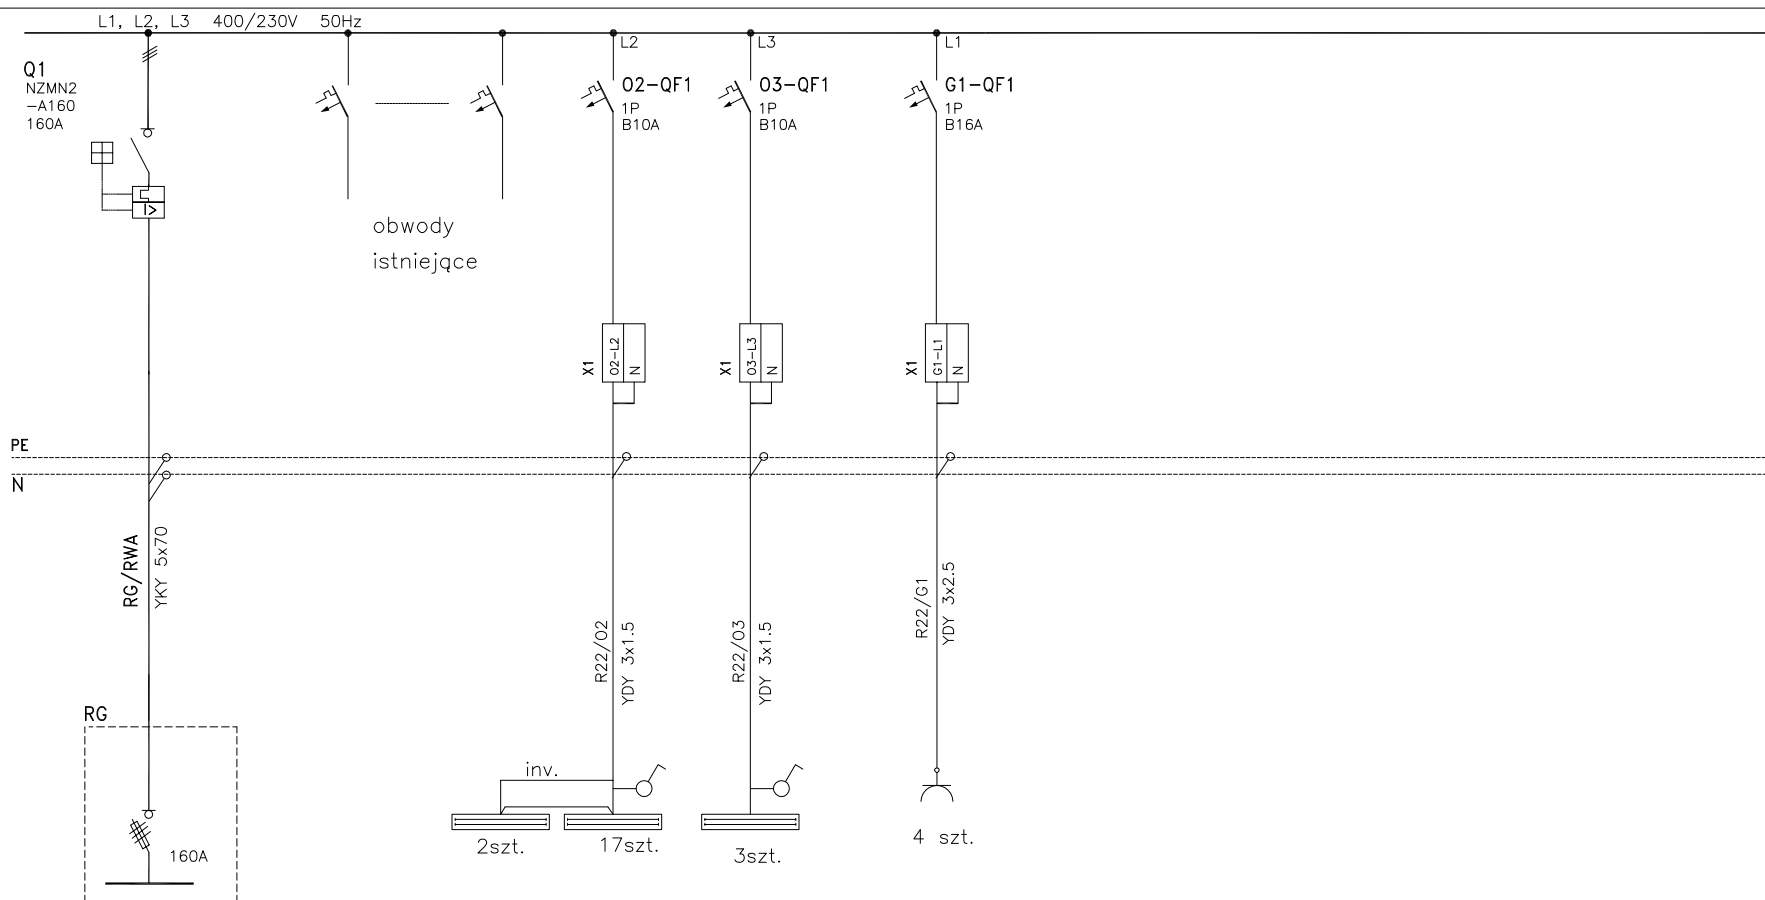 L1, L2, L3 400/230V 50Hz
L2
L3
L1
Q1
NZMN2
-A160
160A
O2-QF1
1P
B10A
O3-QF1
1P
B10A
G1-QF1
1P
B16A
I>
obwody
istniejące
X1
O2-L2
N
X1
O3-L3
N
X1
G1-L1
N
PE
N
RG/RWA
YKY 5x70
R22/O2
YDY 3x1.5
R22/O3
YDY 3x1.5
R22/G1
YDY 3x2.5
RG
160A
inv.
2szt.
17szt.
3szt.
4 szt.